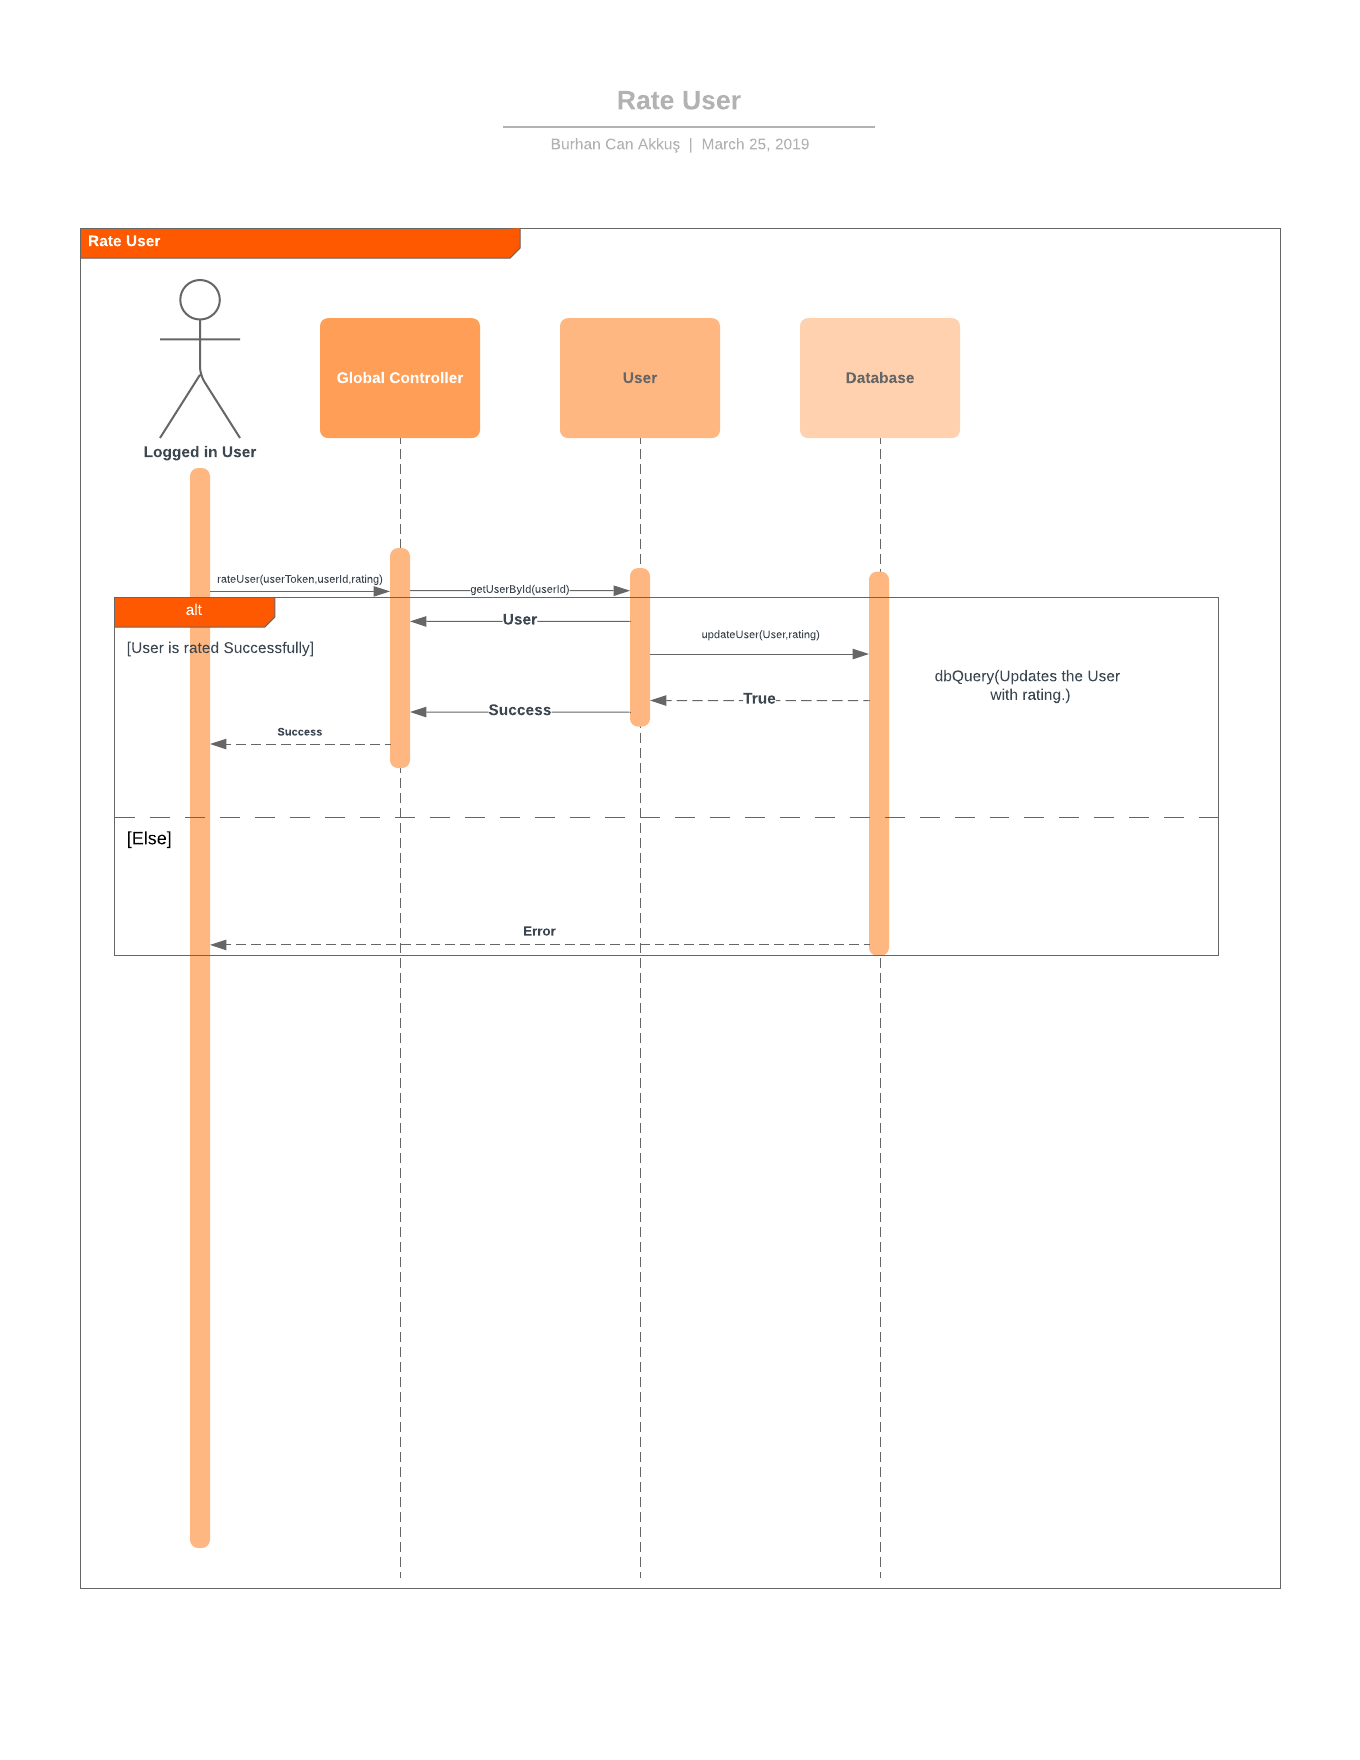 Rate User
Burhan Can Akkuş | March 25, 2019
Rate User
Global Controller
User
Database
Logged in User
rateUser(userToken,userId,rating)
getUserById(userId)
alt
User
updateUser(User,rating)
[User is rated Successfully]
dbQuery(Updates the User
with rating.)
True
Success
Success
[Else]
Error